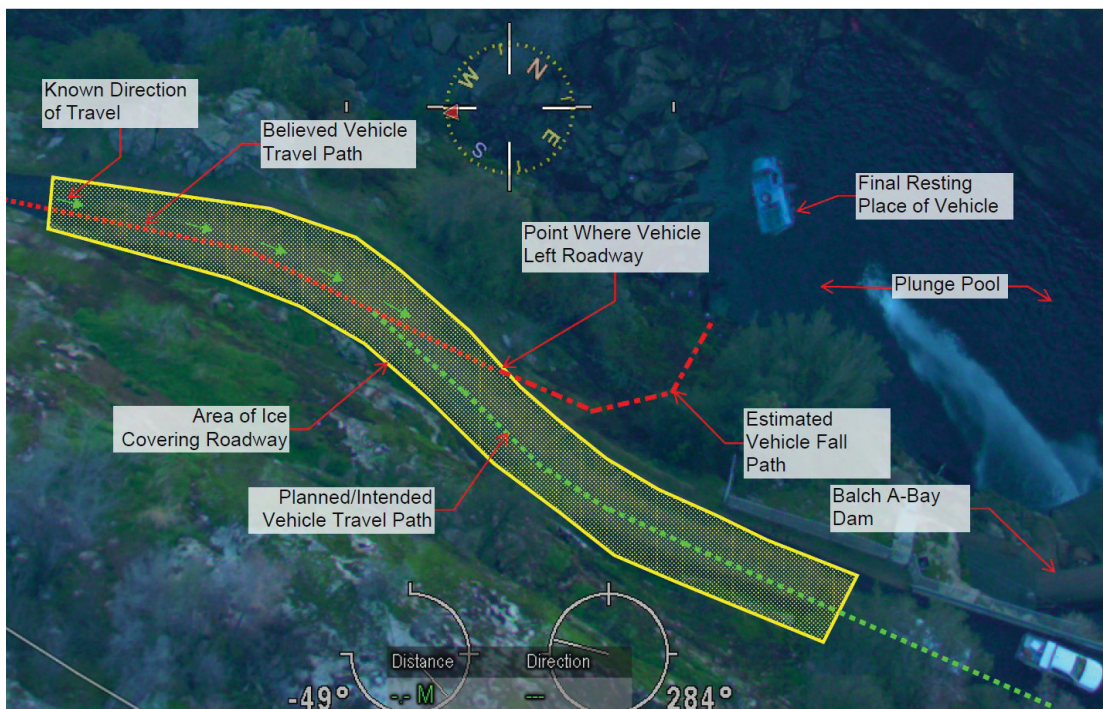 W
N
S
E
Known Direction
of Travel
Believed Vehicle
Travel Path
Final Resting
Place of Vehicle
Point Where Vehicle
Left Roadway
Plunge Pool
Area of Ice
Covering Roadway
Estimated
Vehicle Fall
Path
Planned/Intended
Vehicle Travel Path
Balch A-Bay
Dam
Distance
Direction
-.- M
---
-49°
284°